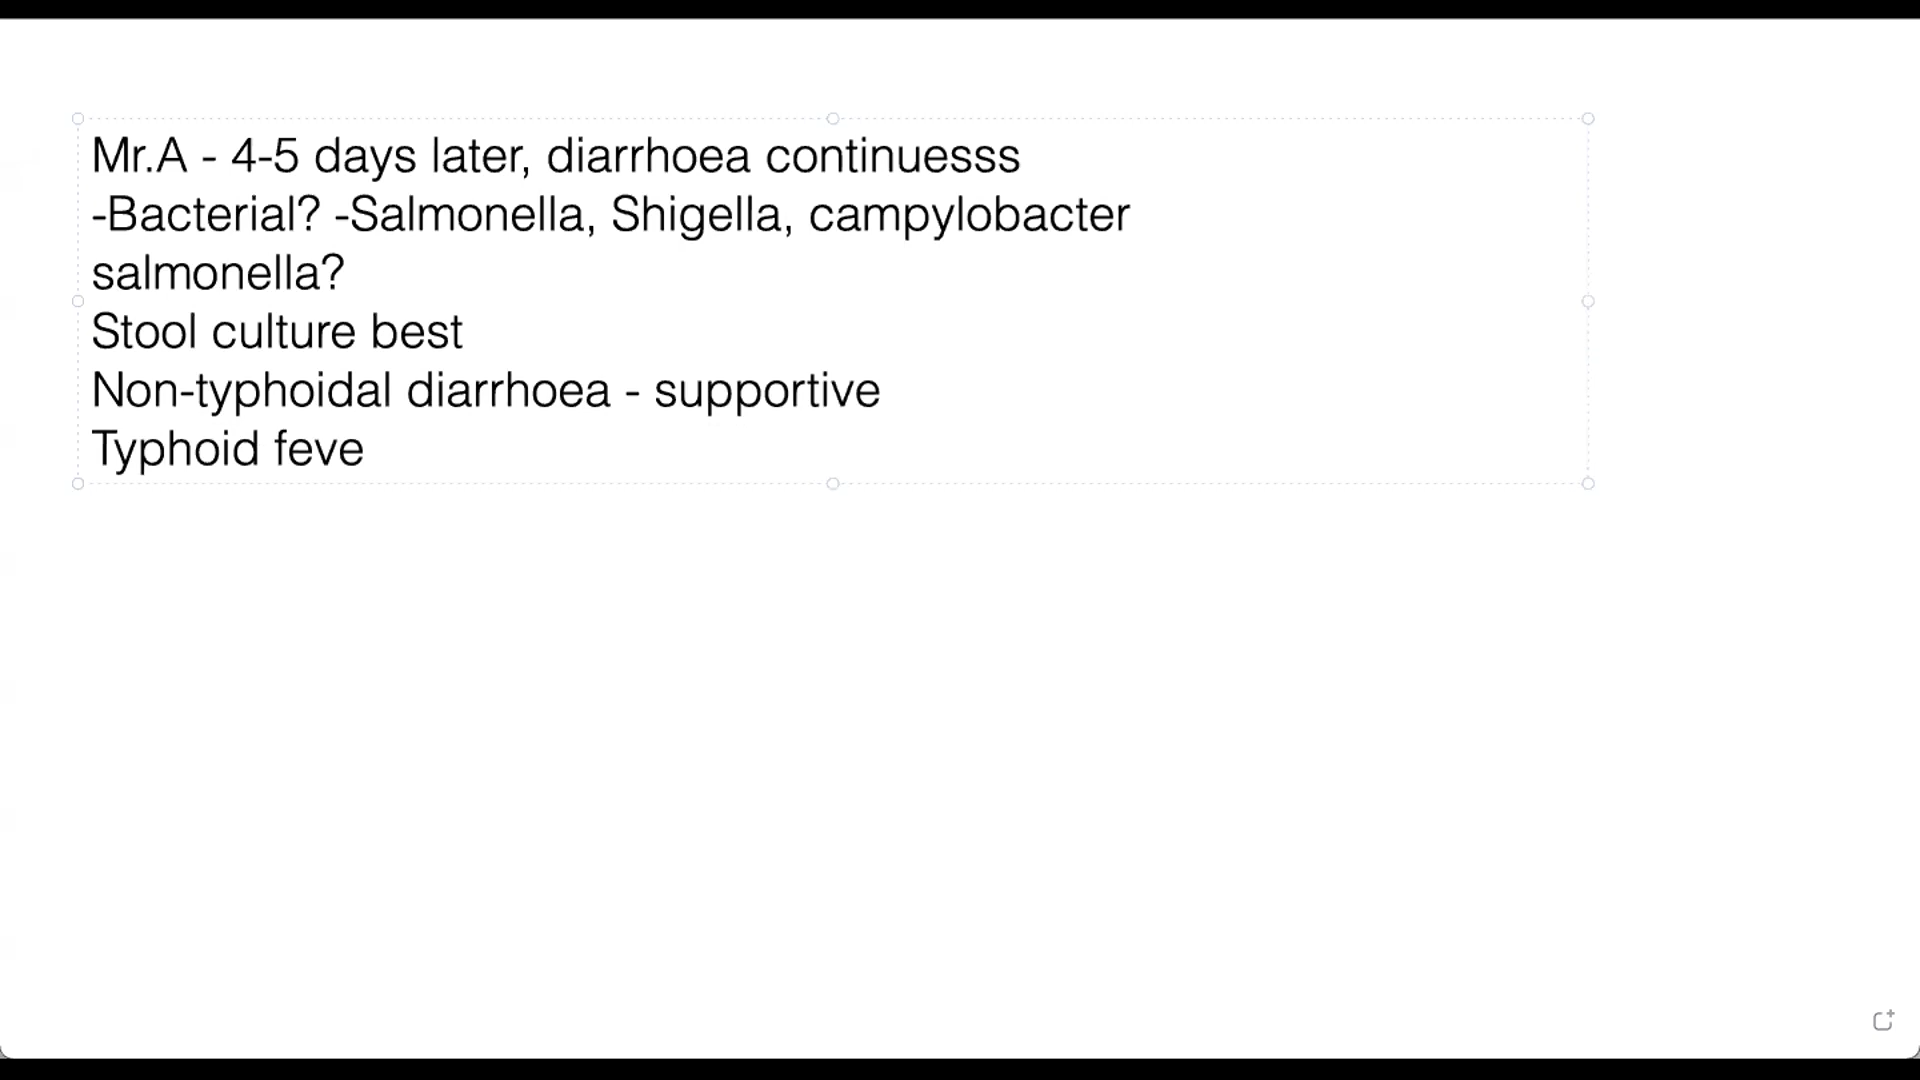 Mr.A - 4-5 days later, diarrhoea continuesss
-Bacterial? -Salmonella, Shigella, campylobacter
salmonella?
Stool culture best
Non-typhoidal diarrhoea - supportive
Typhoid feve